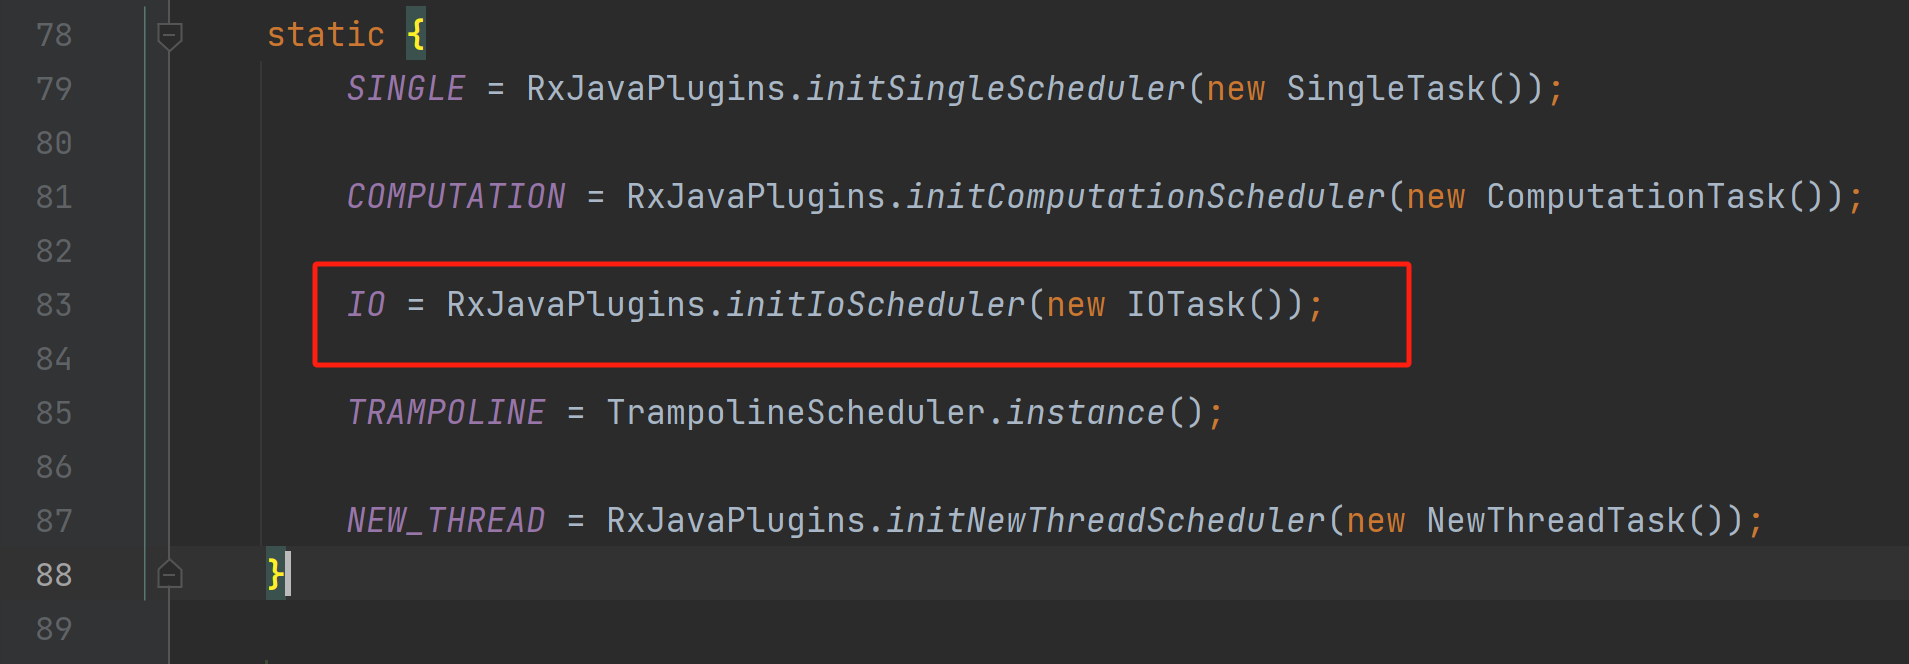 78 static {
79 SINGLE = RxJavaPlugins.initSingleScheduler(new SingleTask());
80
81 COMPUTATION = RxJavaPlugins.initComputationScheduler(new ComputationTask());
82
83 IO = RxJavaPlugins.initIoScheduler(new IOTask());
84
85 TRAMPOLINE = TrampolineScheduler.instance();
86
87 NEW_THREAD = RxJavaPlugins.initNewThreadScheduler(new NewThreadTask());
88 }
89